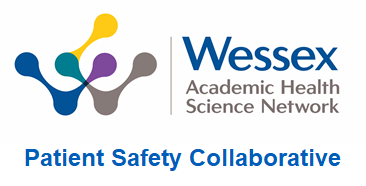 Wessex
Academic Health
Science Network
Patient Safety Collaborative